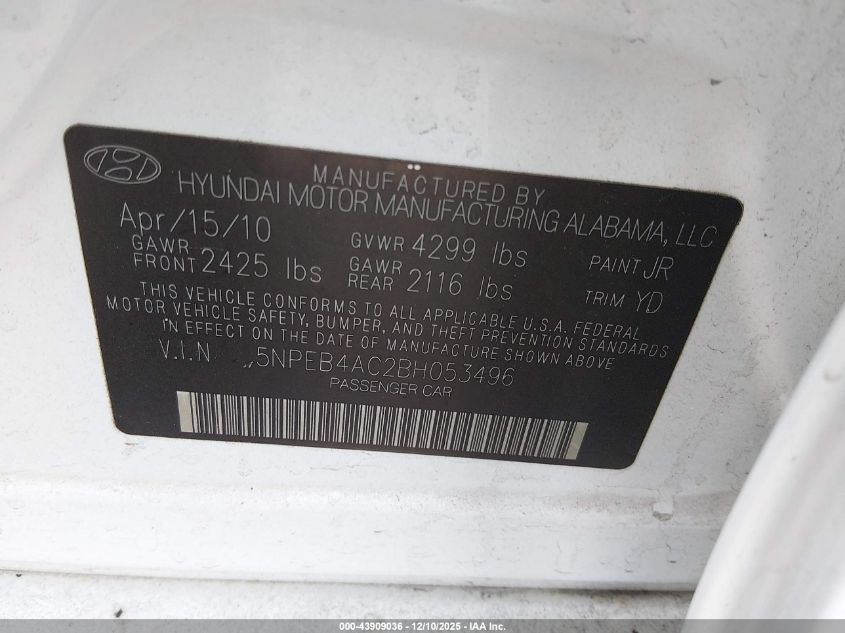 MANUFACTURED BY
HYUNDAI MOTOR MANUFACTURING ALABAMA, LLC
Apr/15/10 GVWR 4299 lbs PAINT JR
GAWR FRONT 2425 lbs GAWR REAR 2116 lbs TRIM YD
THIS VEHICLE CONFORMS TO ALL APPLICABLE U.S.A. FEDERAL
MOTOR VEHICLE SAFETY, BUMPER, AND THEFT PREVENTION STANDARDS
IN EFFECT ON THE DATE OF MANUFACTURE SHOWN ABOVE
V.I.N .,5NPEB4AC2BH053496
PASSENGER CAR
000-43909036 - 12/10/2025 - IAA Inc.